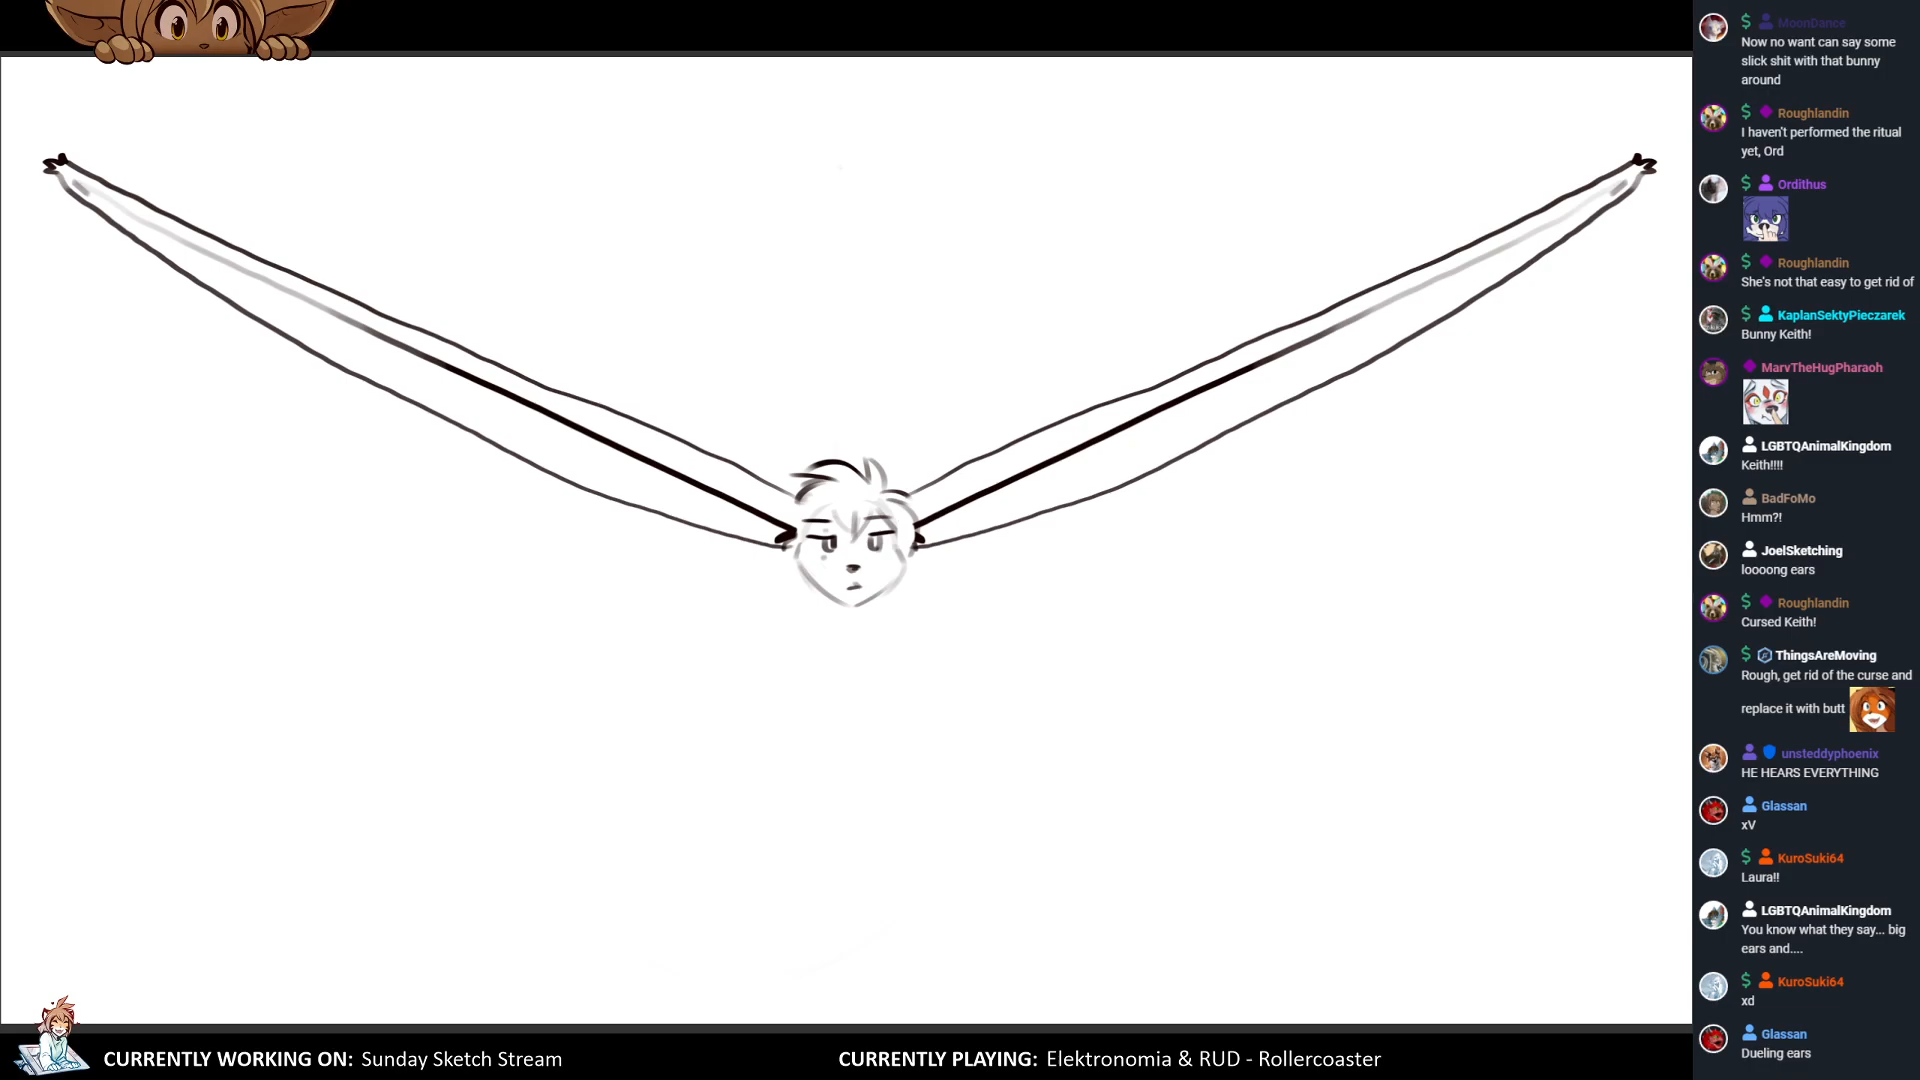 MoonDance
Now no want can say some
slick shit with that bunny
around
Roughlandin
I haven't performed the ritual
yet, Ord
Ordithus
Roughlandin
She's not that easy to get rid of
KaplanSektyPieczarek
Bunny Keith!
MarvTheHugPharaoh
LGBTQAnimalKingdom
Keith!!!!
BadFoMo
Hmm?!
JoelSketching
loooong ears
Roughlandin
Cursed Keith!
ThingsAreMoving
Rough, get rid of the curse and
replace it with butt
unsteddyphoenix
HE HEARS EVERYTHING
Glassan
xV
KuroSuki64
Laura!!
LGBTQAnimalKingdom
You know what they say... big
ears and....
KuroSuki64
xd
Glassan
Dueling ears
CURRENTLY WORKING ON: Sunday Sketch Stream
CURRENTLY PLAYING: Elektronomia & RUD - Rollercoaster